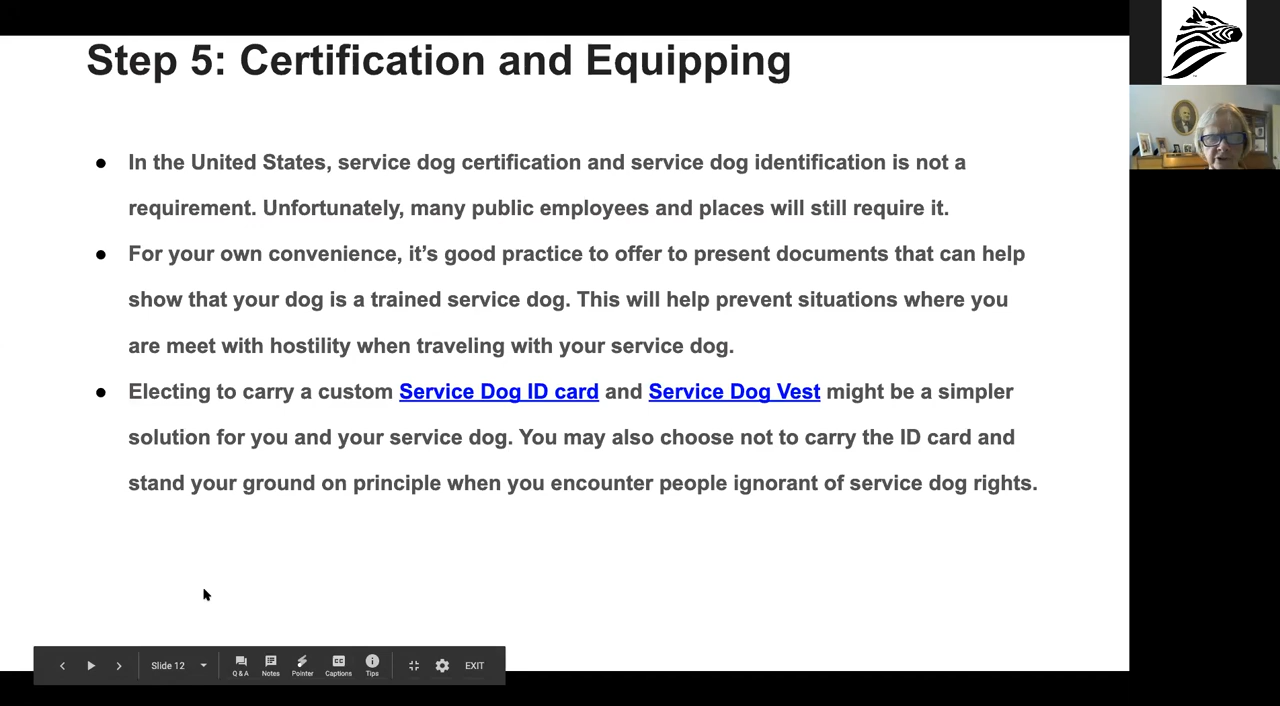 Step 5: Certification and Equipping
● In the United States, service dog certification and service dog identification is not a
requirement. Unfortunately, many public employees and places will still require it.
● For your own convenience, it’s good practice to offer to present documents that can help
show that your dog is a trained service dog. This will help prevent situations where you
are meet with hostility when traveling with your service dog.
● Electing to carry a custom Service Dog ID card and Service Dog Vest might be a simpler
solution for you and your service dog. You may also choose not to carry the ID card and
stand your ground on principle when you encounter people ignorant of service dog rights.
Slide 12
Q & A Notes Pointer Captions Tips
EXIT